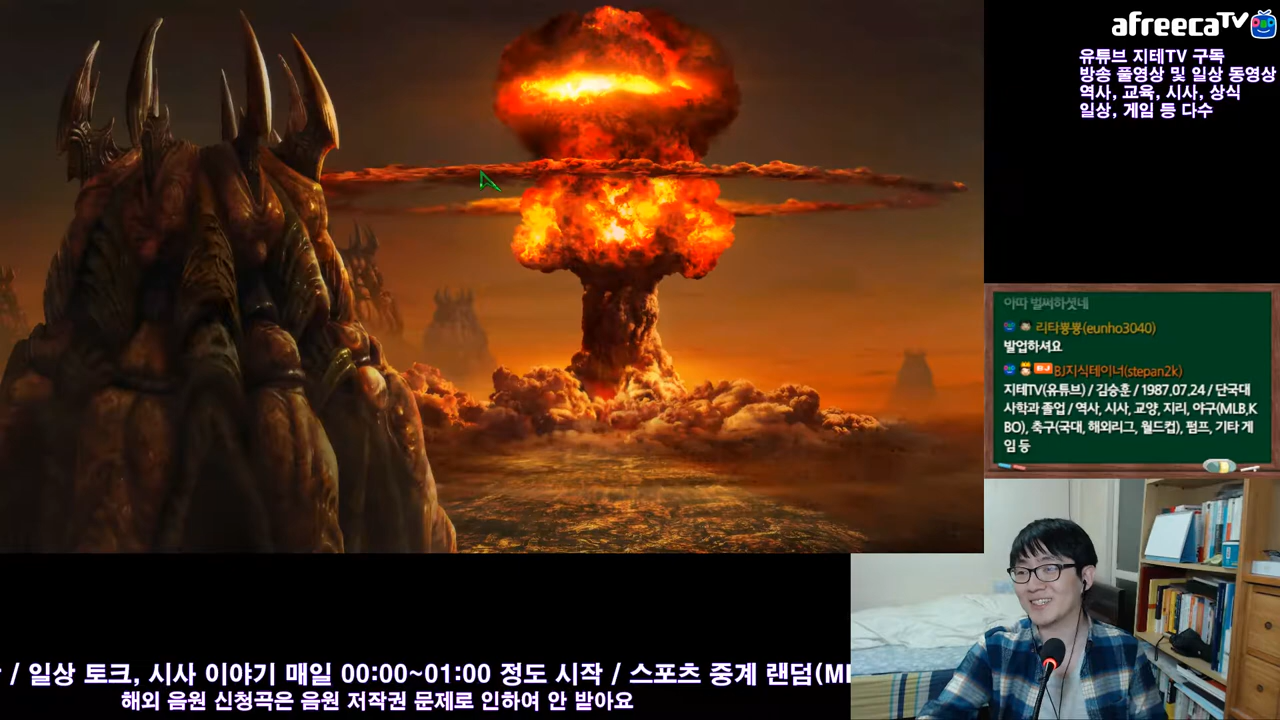 afreecaTV
유튜브 지테TV 구독
방송 풀영상 및 일상 동영상
역사, 교육, 시사, 상식
일상, 게임 등 다수
아따 벌써하셧네
리타뿡뿡(eunho3040)
발업하셔요
BJ지식테이너(stepan2k)
지테TV(유튜브) / 김승훈 / 1987.07.24 / 단국대
사학과 졸업 / 역사, 시사, 교양, 지리, 야구(MLB,K
BO), 축구(국대, 해외리그, 월드컵), 펌프, 기타 게
임 등
/ 일상 토크, 시사 이야기 매일 00:00~01:00 정도 시작 / 스포츠 중계 랜덤(ML
해외 음원 신청곡은 음원 저작권 문제로 인하여 안 받아요